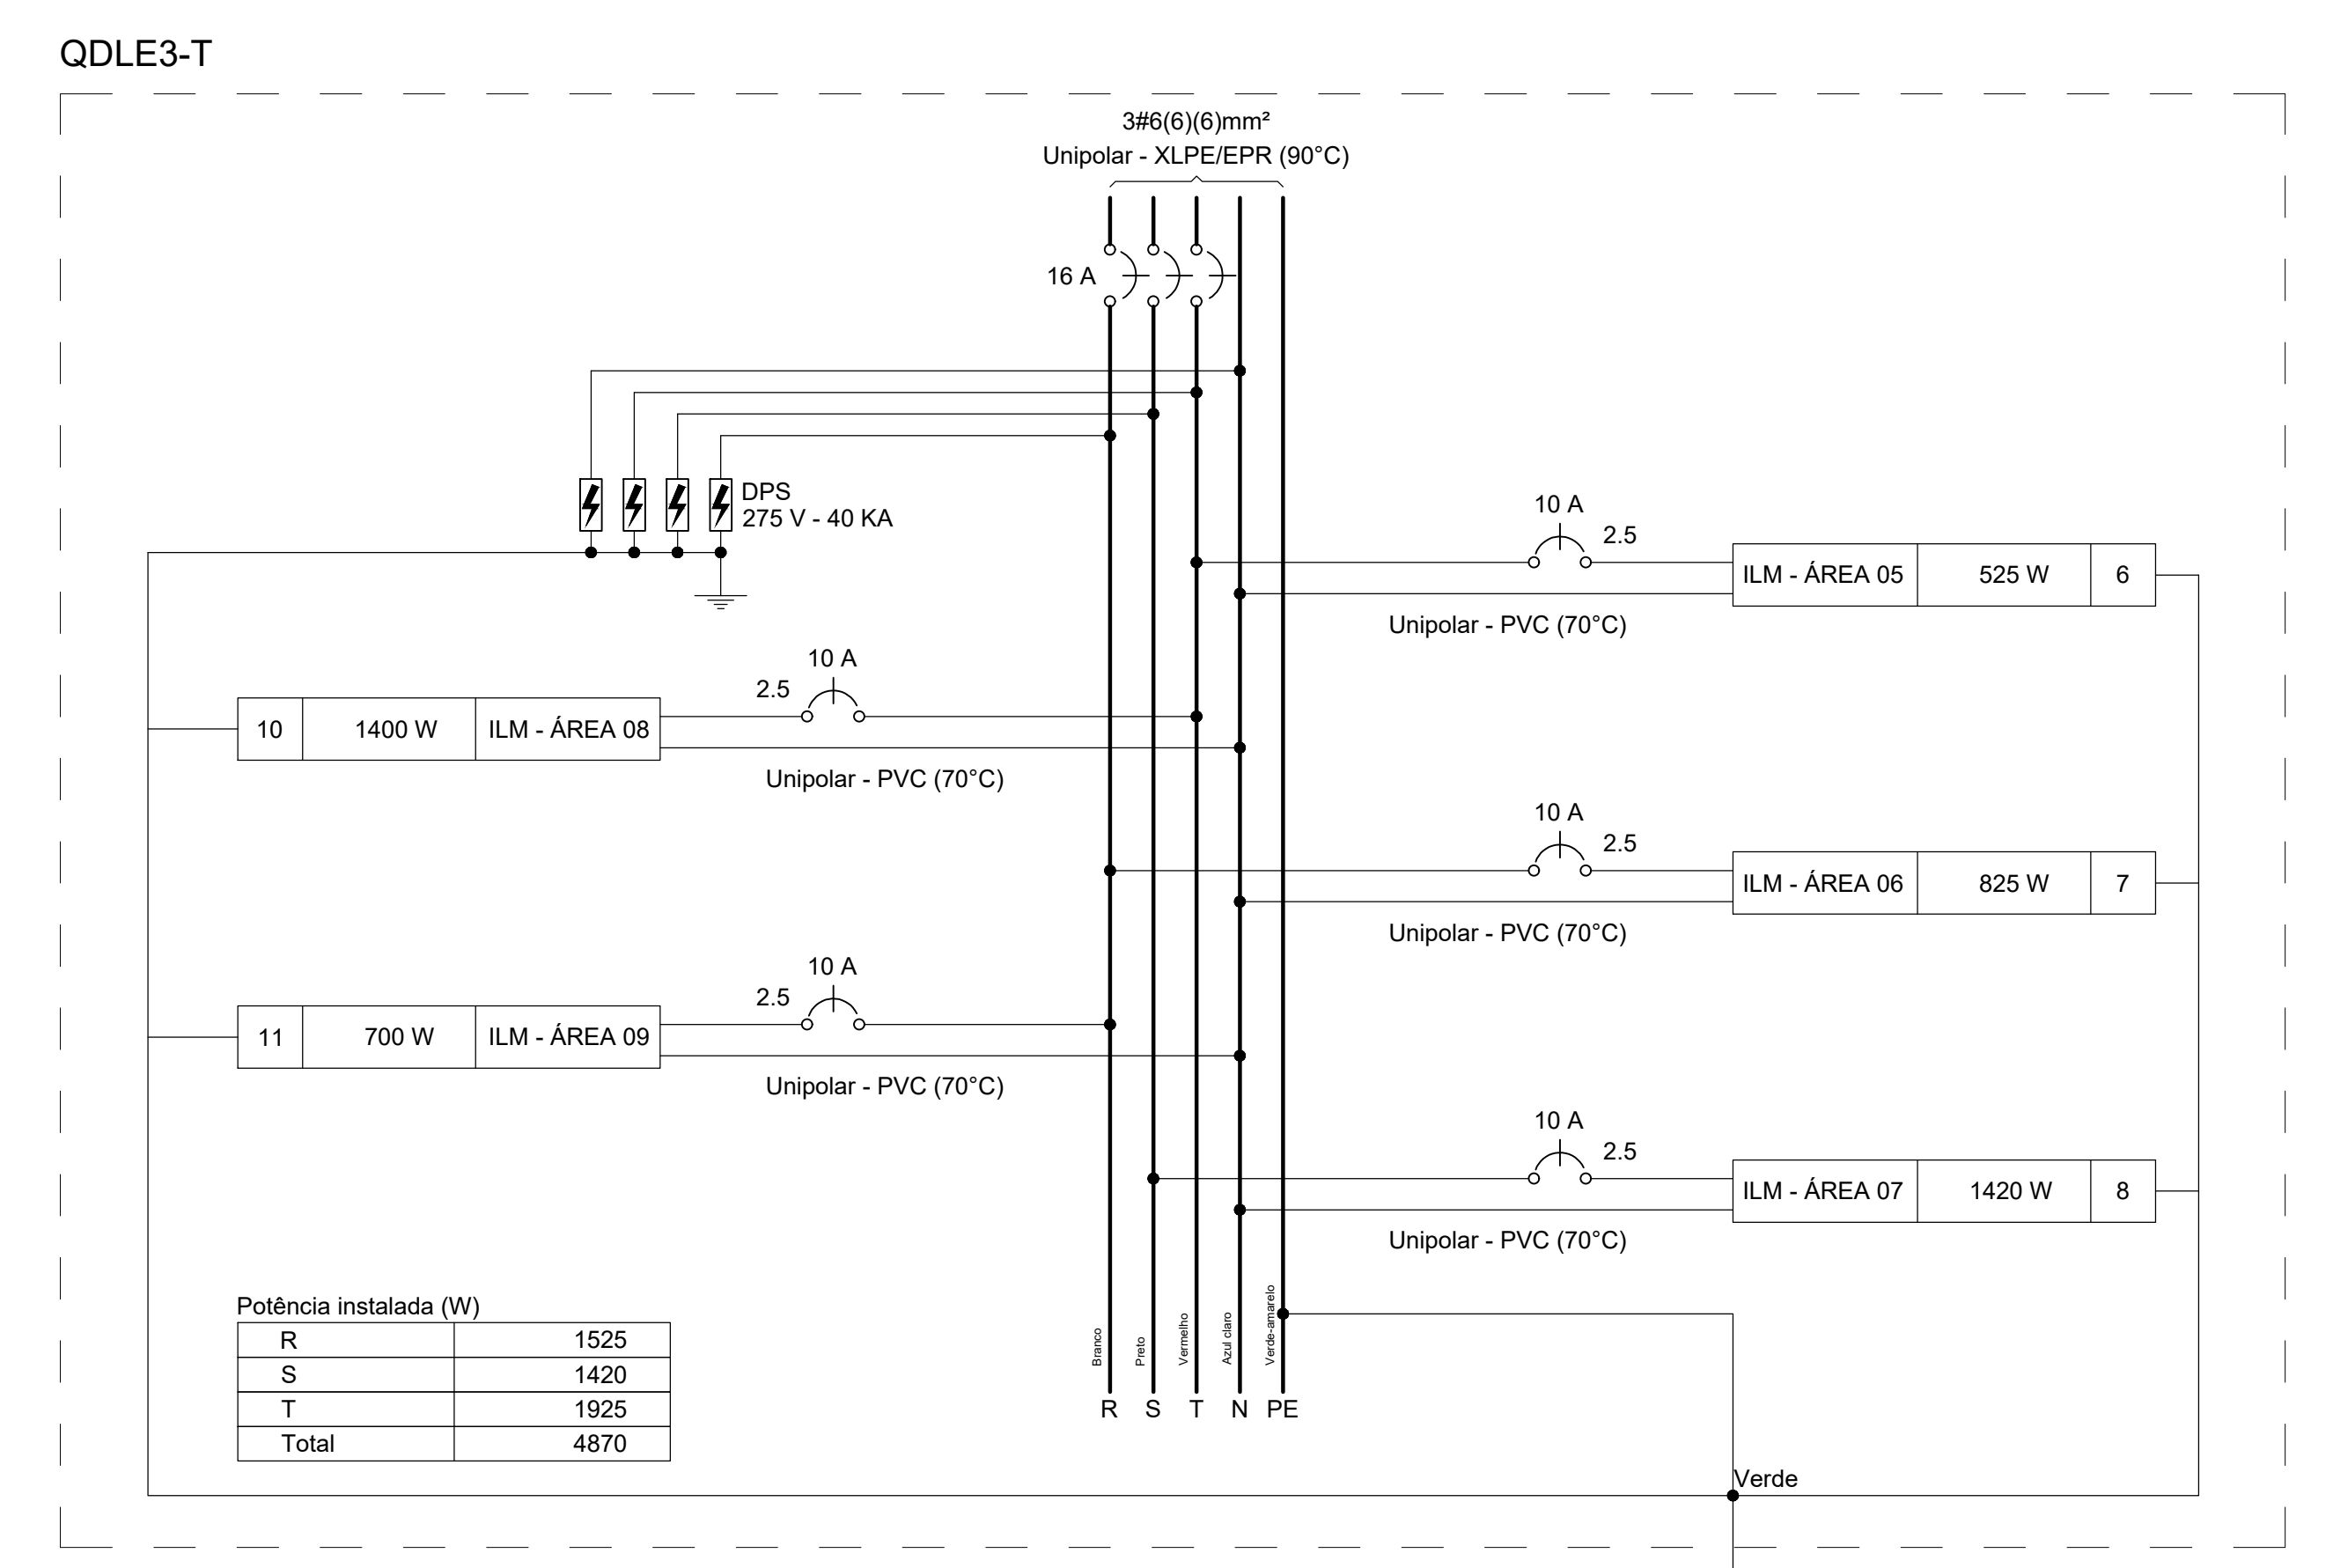 QDLE3-T
3#6(6)(6)mm²
Unipolar - XLPE/EPR (90°C)
16 A
DPS
275 V - 40 KA
10 A
2.5
ILM - ÁREA 05 525 W 6
Unipolar - PVC (70°C)
10 A
2.5
10 1400 W ILM - ÁREA 08
Unipolar - PVC (70°C)
10 A
2.5
ILM - ÁREA 06 825 W 7
Unipolar - PVC (70°C)
10 A
2.5
11 700 W ILM - ÁREA 09
Unipolar - PVC (70°C)
10 A
2.5
ILM - ÁREA 07 1420 W 8
Unipolar - PVC (70°C)
Potência instalada (W)
R 1525
S 1420
T 1925
Total 4870
Branco
Preto
Vermelho
Azul claro
Verde-amarelo
R S T N PE
Verde